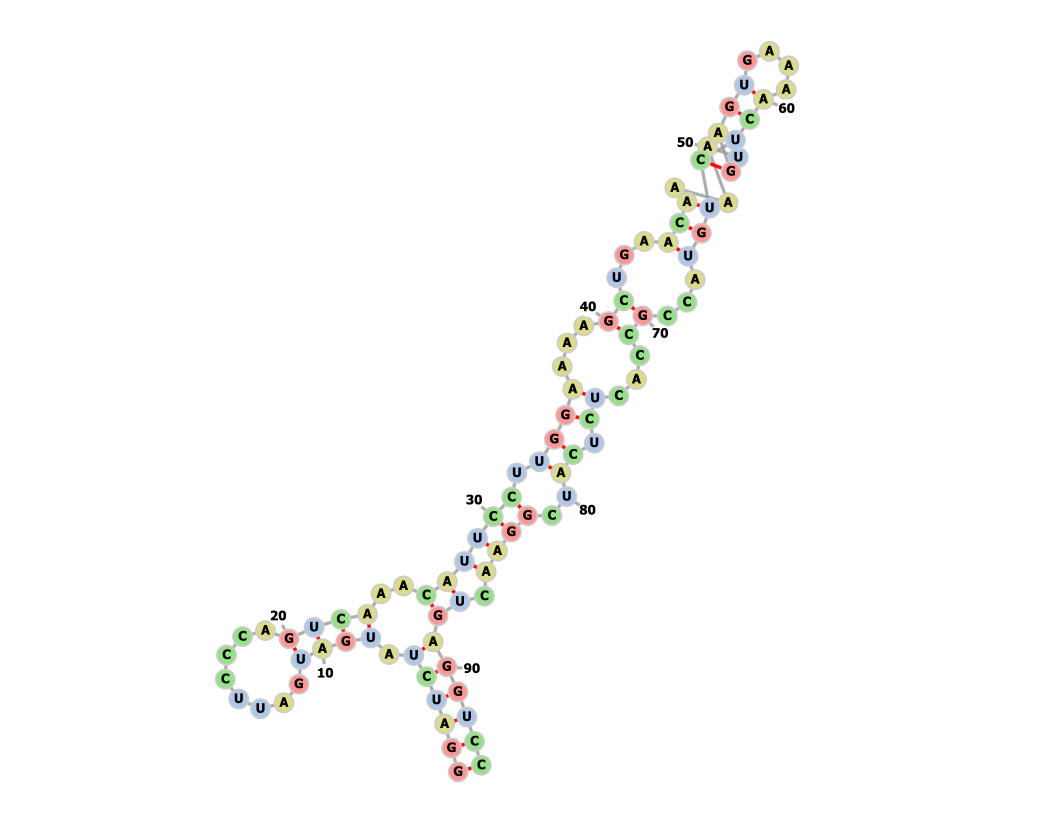 A
G A
U A
G A 60
C
A U
50 A U
C G
A A U A
C G
G A A U
U A
C C
40 G G C
A C 70
A C
A A
A U C
G C
G U
U C
U A
30 C U
C G C 80
U G
U A
A A
A A C C U
20 C G
C A G U U A
C U A G A U G
C G 10 90
U U A C G
U U
A C
G C
G